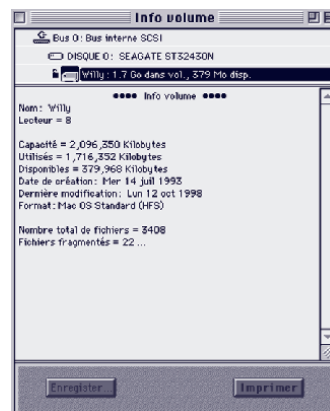 Info volume
Bus 0: Bus interne SCSI
DISQUE 0: SEAGATE ST32430N
Willy: 1.7 Go dans vol., 379 Mo disp.
•••• Info volume ••••
Nom: Willy
Lecteur = 8
Capacité = 2,096,350 Kilobytes
Utilisés = 1,716,352 Kilobytes
Disponibles = 379,968 Kilobytes
Date de création: Mer 14 juil 1993
Dernière modification: Lun 12 oct 1998
Format: Mac OS Standard (HFS)
Nombre total de fichiers = 3408
Fichiers fragmentés = 22 ...
Enregistrer...
Imprimer